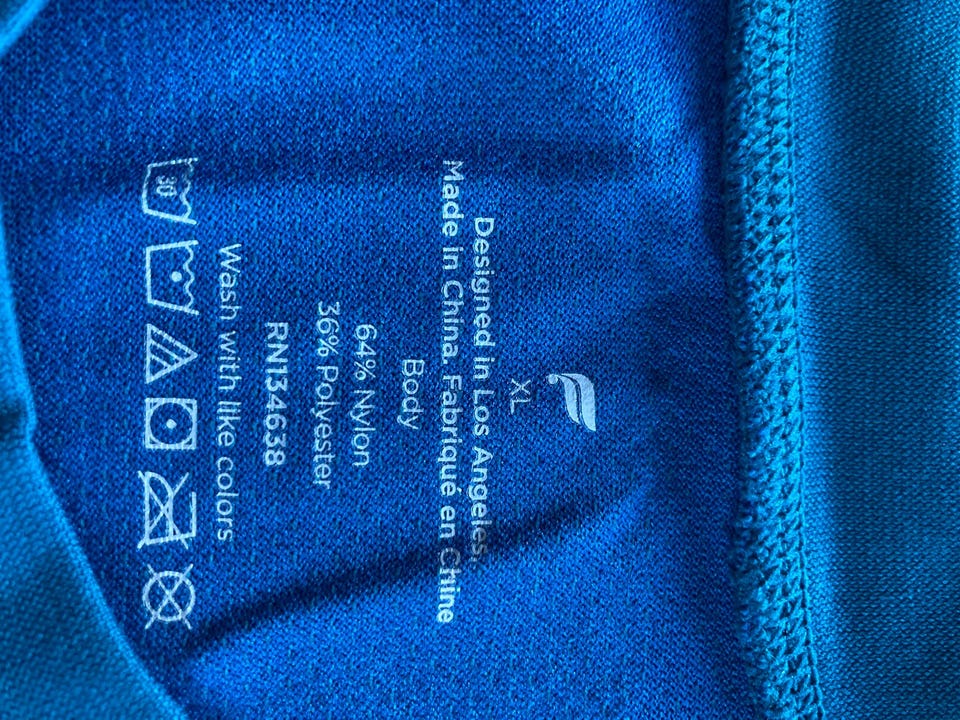 XL
Designed in Los Angeles.
Made in China. Fabriqué en Chine
Body
64% Nylon
36% Polyester
RN134638
Wash with like colors
30